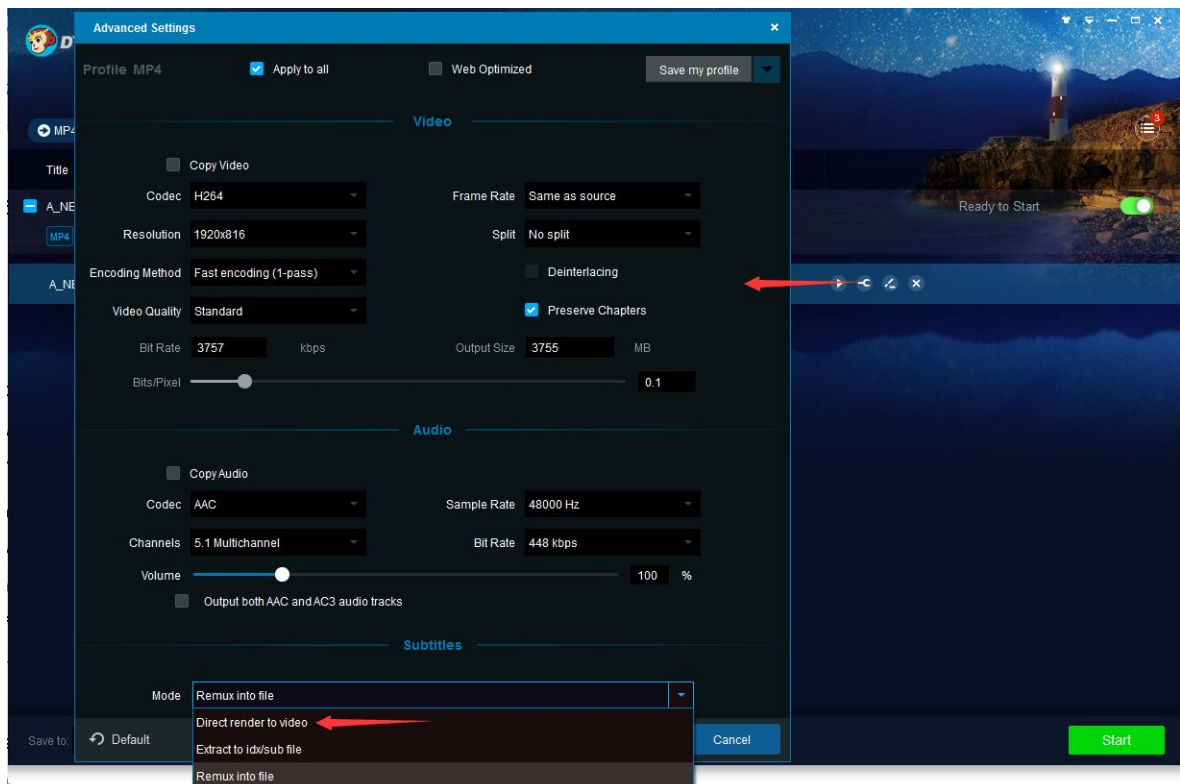 Advanced Settings
Profile MP4
Apply to all
Web Optimized
Save my profile
Video
Copy Video
Codec H264
Frame Rate Same as source
Resolution 1920x816
Split No split
Encoding Method Fast encoding (1-pass)
Deinterlacing
Video Quality Standard
Preserve Chapters
Bit Rate 3757 kbps
Output Size 3755 MB
Bits/Pixel 0.1
Audio
Copy Audio
Codec AAC
Sample Rate 48000 Hz
Channels 5.1 Multichannel
Bit Rate 448 kbps
Volume 100 %
Output both AAC and AC3 audio tracks
Subtitles
Mode Remux into file
Direct render to video
Extract to idx/sub file
Remux into file
Default
Cancel
MP4
3
Title
A_NE
Ready to Start
MP4
A_NE
Save to:
Start